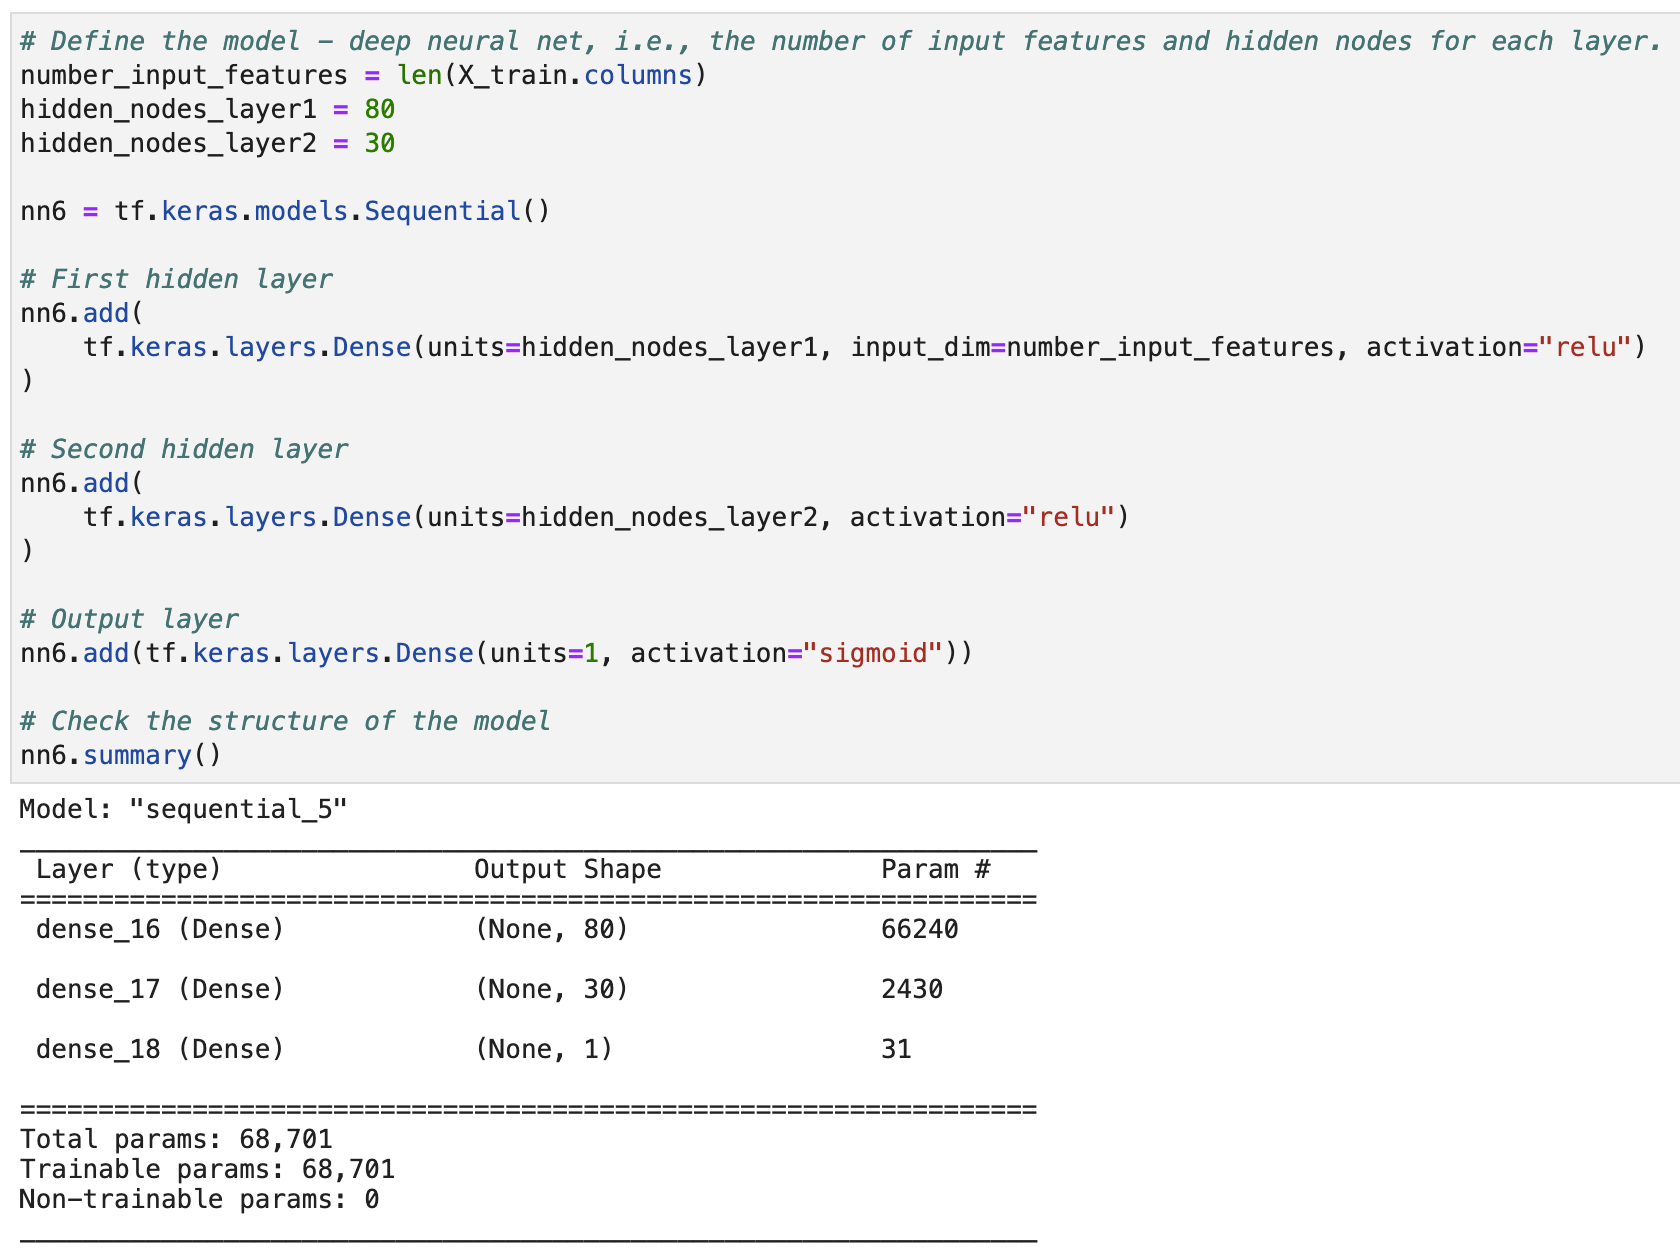 # Define the model – deep neural net, i.e., the number of input features and hidden nodes for each layer.
number_input_features = len(X_train.columns)
hidden_nodes_layer1 = 80
hidden_nodes_layer2 = 30

nn6 = tf.keras.models.Sequential()

# First hidden layer
nn6.add(
    tf.keras.layers.Dense(units=hidden_nodes_layer1, input_dim=number_input_features, activation="relu")
)

# Second hidden layer
nn6.add(
    tf.keras.layers.Dense(units=hidden_nodes_layer2, activation="relu")
)

# Output layer
nn6.add(tf.keras.layers.Dense(units=1, activation="sigmoid"))

# Check the structure of the model
nn6.summary()
Model: "sequential_5"
_________________________________________________________________
 Layer (type)                Output Shape              Param #
=================================================================
 dense_16 (Dense)            (None, 80)                66240

 dense_17 (Dense)            (None, 30)                2430

 dense_18 (Dense)            (None, 1)                 31

=================================================================
Total params: 68,701
Trainable params: 68,701
Non-trainable params: 0
_________________________________________________________________